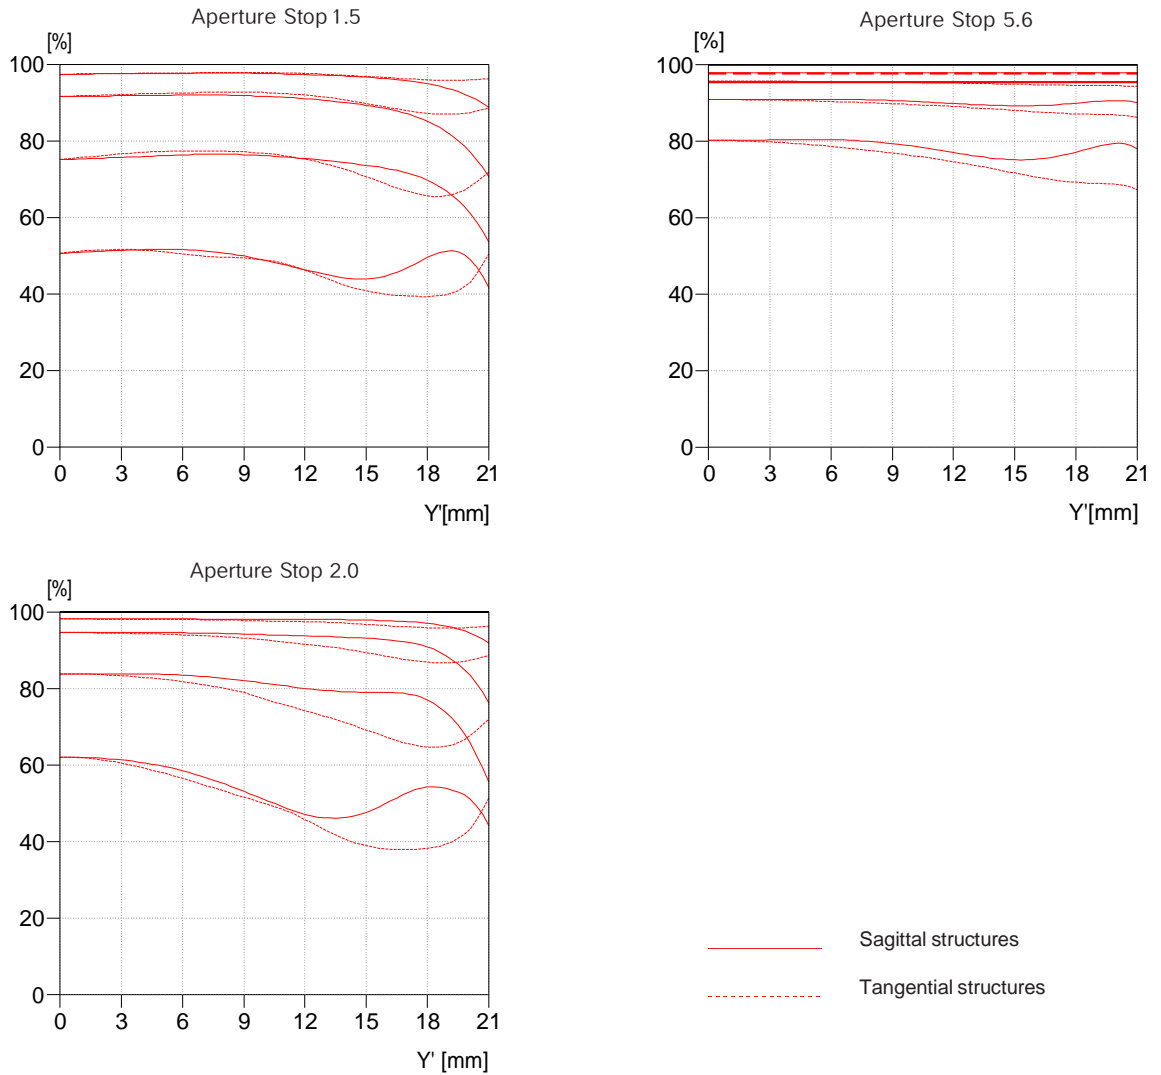 Aperture Stop 1.5
[%]
100
80
60
40
20
0
0 3 6 9 12 15 18 21
Y'[mm]
Aperture Stop 5.6
[%]
100
80
60
40
20
0
0 3 6 9 12 15 18 21
Y'[mm]
Aperture Stop 2.0
[%]
100
80
60
40
20
0
0 3 6 9 12 15 18 21
Y' [mm]
Sagittal structures
Tangential structures